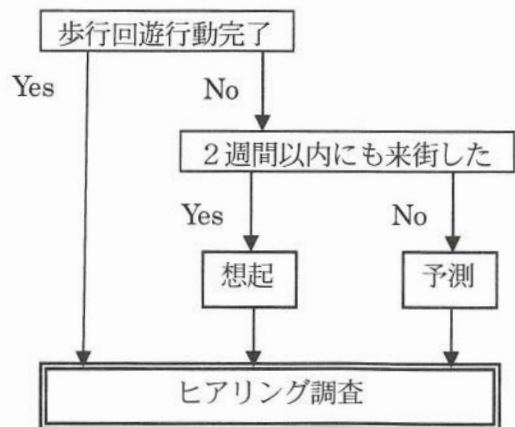 歩行回遊行動完了
Yes
No
２週間以内にも来街した
Yes
No
想起
予測
ヒアリング調査